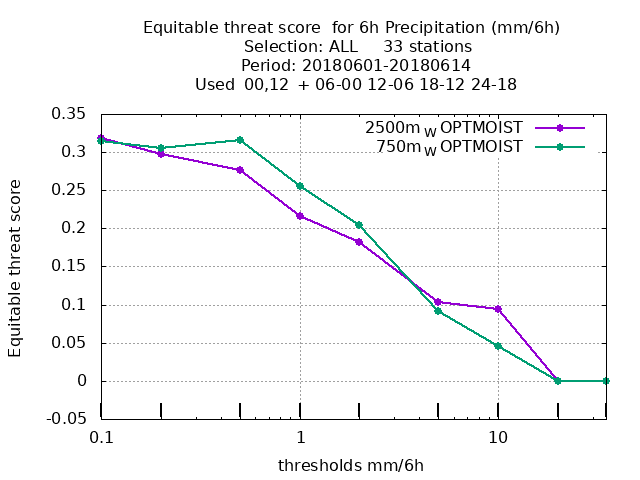 Equitable threat score  for 6h Precipitation (mm/6h)
Selection: ALL     33 stations
Period: 20180601-20180614
Used  00,12  + 06-00 12-06 18-12 24-18
0.35
0.3
0.25
0.2
0.15
0.1
0.05
0
-0.05
Equitable threat score
2500m W OPTMOIST
750m W OPTMOIST
0.1
1
10
thresholds mm/6h